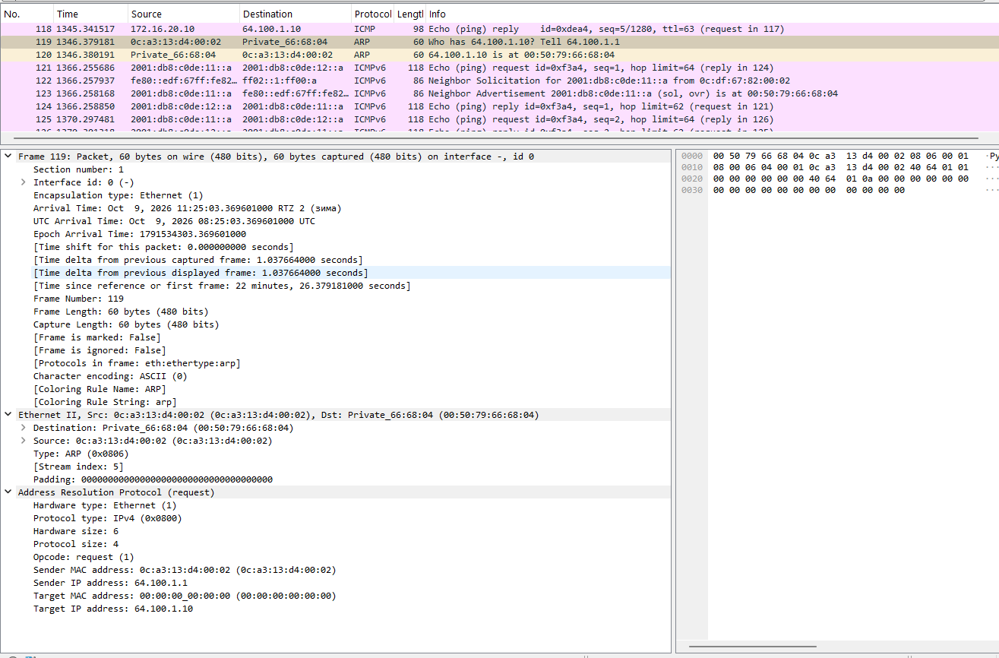 No. Time Source Destination Protocol Lengtl Info
118 1345.341517 172.16.20.10 64.100.1.10 ICMP 98 Echo (ping) reply id=0xdea4, seq=5/1280, ttl=63 (request in 117)
119 1346.379181 0c:a3:13:d4:00:02 Private_66:68:04 ARP 60 Who has 64.100.1.10? Tell 64.100.1.1
120 1346.380191 Private_66:68:04 0c:a3:13:d4:00:02 ARP 60 64.100.1.10 is at 00:50:79:66:68:04
121 1366.255686 2001:db8:c0de:11::a 2001:db8:c0de:12::a ICMPv6 118 Echo (ping) request id=0xf3a4, seq=1, hop limit=64 (reply in 124)
122 1366.257937 fe80::edf:67ff:fe82… ff02::1:ff00:a ICMPv6 86 Neighbor Solicitation for 2001:db8:c0de:11::a from 0c:df:67:82:00:02
123 1366.258168 2001:db8:c0de:11::a fe80::edf:67ff:fe82… ICMPv6 86 Neighbor Advertisement 2001:db8:c0de:11::a (sol, ovr) is at 00:50:79:66:68:04
124 1366.258850 2001:db8:c0de:12::a 2001:db8:c0de:11::a ICMPv6 118 Echo (ping) reply id=0xf3a4, seq=1, hop limit=62 (request in 121)
125 1370.297481 2001:db8:c0de:11::a 2001:db8:c0de:12::a ICMPv6 118 Echo (ping) request id=0xf3a4, seq=2, hop limit=64 (reply in 126)
Frame 119: Packet, 60 bytes on wire (480 bits), 60 bytes captured (480 bits) on interface -, id 0
Section number: 1
Interface id: 0 (-)
Encapsulation type: Ethernet (1)
Arrival Time: Oct 9, 2026 11:25:03.369601000 RTZ 2 (зима)
UTC Arrival Time: Oct 9, 2026 08:25:03.369601000 UTC
Epoch Arrival Time: 1791534303.369601000
[Time shift for this packet: 0.000000000 seconds]
[Time delta from previous captured frame: 1.037664000 seconds]
[Time delta from previous displayed frame: 1.037664000 seconds]
[Time since reference or first frame: 22 minutes, 26.379181000 seconds]
Frame Number: 119
Frame Length: 60 bytes (480 bits)
Capture Length: 60 bytes (480 bits)
[Frame is marked: False]
[Frame is ignored: False]
[Protocols in frame: eth:ethertype:arp]
Character encoding: ASCII (0)
[Coloring Rule Name: ARP]
[Coloring Rule String: arp]
Ethernet II, Src: 0c:a3:13:d4:00:02 (0c:a3:13:d4:00:02), Dst: Private_66:68:04 (00:50:79:66:68:04)
Destination: Private_66:68:04 (00:50:79:66:68:04)
Source: 0c:a3:13:d4:00:02 (0c:a3:13:d4:00:02)
Type: ARP (0x0806)
[Stream index: 5]
Padding: 000000000000000000000000000000000000
Address Resolution Protocol (request)
Hardware type: Ethernet (1)
Protocol type: IPv4 (0x0800)
Hardware size: 6
Protocol size: 4
Opcode: request (1)
Sender MAC address: 0c:a3:13:d4:00:02 (0c:a3:13:d4:00:02)
Sender IP address: 64.100.1.1
Target MAC address: 00:00:00_00:00:00 (00:00:00:00:00:00)
Target IP address: 64.100.1.10
0000 00 50 79 66 68 04 0c a3 13 d4 00 02 08 06 00 01 ·Py
0010 08 00 06 04 00 01 0c a3 13 d4 00 02 40 64 01 01 ···
0020 00 00 00 00 00 00 40 64 01 0a 00 00 00 00 00 00 ···
0030 00 00 00 00 00 00 00 00 00 00 00 00 ···